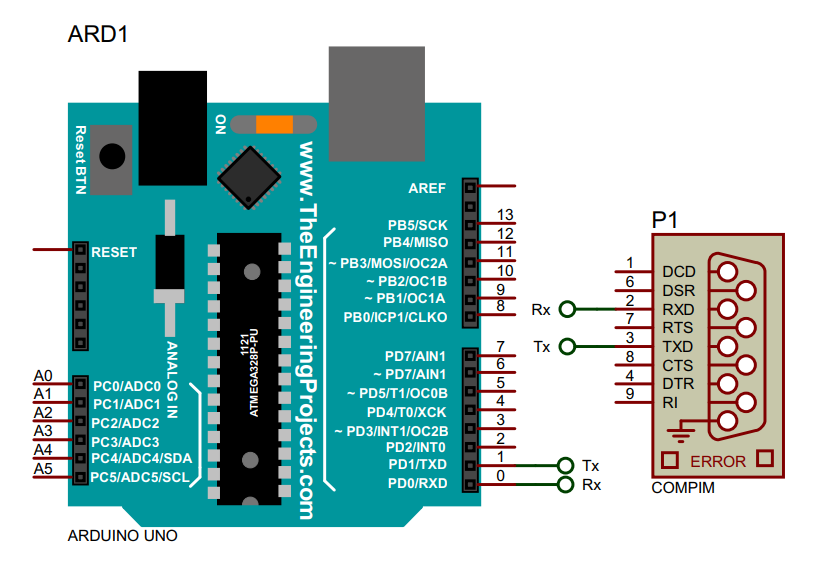 ARD1
ON
Reset BTN
www.TheEngineeringProjects.com
AREF
RESET
PB5/SCK 13
PB4/MISO 12
~ PB3/MOSI/OC2A 11
~ PB2/OC1B 10
~ PB1/OC1A 9
PB0/ICP1/CLKO 8
1121
ATMEGA328P-PU
ANALOG IN
PD7/AIN1 7
~ PD7/AIN1 6
~ PD5/T1/OC0B 5
PD4/T0/XCK 4
~ PD3/INT1/OC2B 3
PD2/INT0 2
PD1/TXD 1 Tx
PD0/RXD 0 Rx
A0 PC0/ADC0
A1 PC1/ADC1
A2 PC2/ADC2
A3 PC3/ADC3
A4 PC4/ADC4/SDA
A5 PC5/ADC5/SCL
ARDUINO UNO
P1
1 DCD
6 DSR
Rx 2 RXD
7 RTS
Tx 3 TXD
8 CTS
4 DTR
9 RI
ERROR
COMPIM